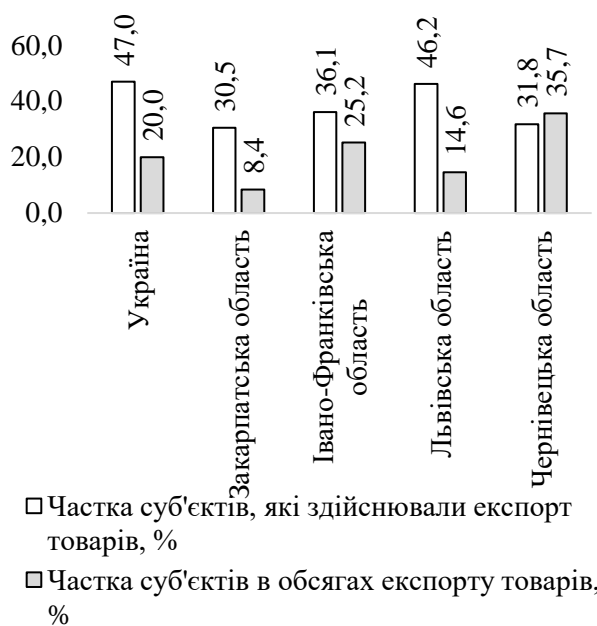 60,0
40,0
20,0
0,0
47,0
20,0
30,5
8,4
36,1
25,2
46,2
14,6
31,8
35,7
Україна
Закарпатська область
Івано-Франківська
область
Львівська область
Чернівецька область
Частка суб'єктів, які здійснювали експорт
товарів, %
Частка суб'єктів в обсягах експорту товарів,
%